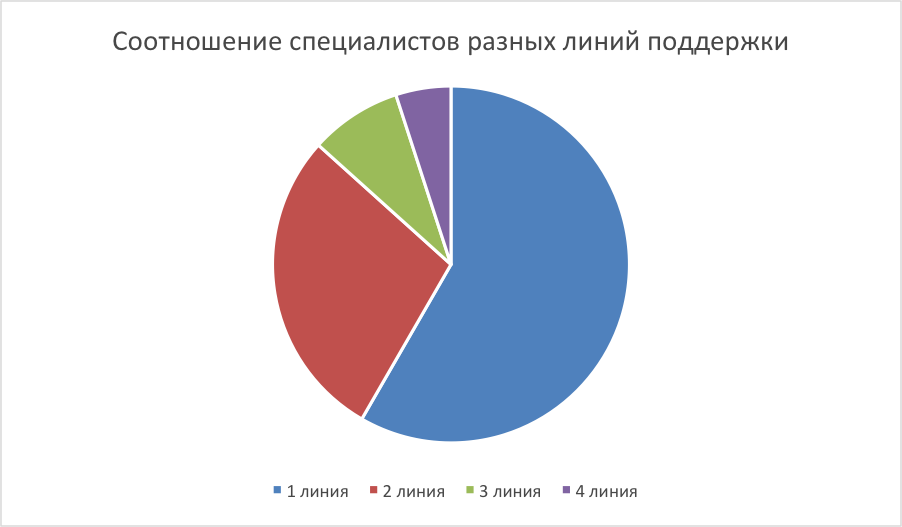 Соотношение специалистов разных линий поддержки
1 линия 2 линия 3 линия 4 линия